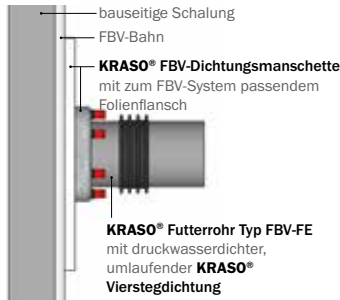 bauseitige Schalung
FBV-Bahn
KRASO® FBV-Dichtungsmanschette
mit zum FBV-System passendem
Folienflansch
KRASO® Futterrohr Typ FBV-FE
mit druckwasserdichter,
umlaufender KRASO®
Vierstegdichtung